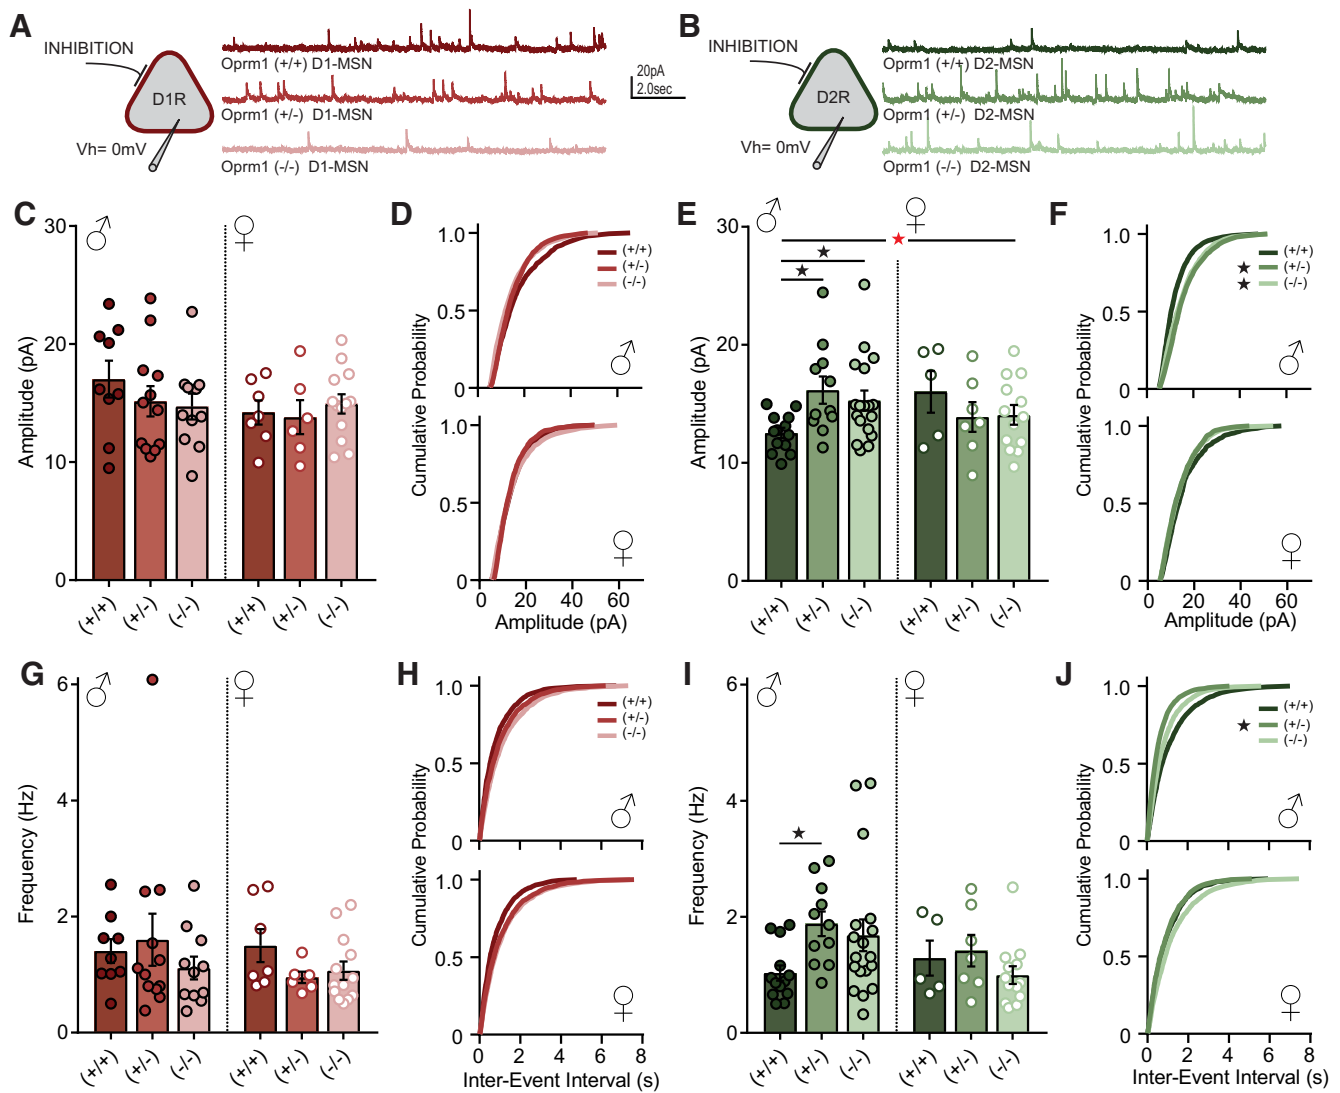 A
INHIBITION
D1R
Vh= 0mV
Oprm1 (+/+) D1-MSN
Oprm1 (+/-) D1-MSN
Oprm1 (-/-) D1-MSN
20pA
2.0sec
B
INHIBITION
D2R
Vh= 0mV
Oprm1 (+/+) D2-MSN
Oprm1 (+/-) D2-MSN
Oprm1 (-/-) D2-MSN
C
♂ ♀
Amplitude (pA)
30
20
10
0
(+/+) (+/-) (-/-) (+/+) (+/-) (-/-)
D
Cumulative Probability
1.0
0.5
0
(+/+)
(+/-)
(-/-)
♂
1.0
0.5
0
♀
0 20 40 60
Amplitude (pA)
E
♂ ♀
Amplitude (pA)
30
20
10
0
★
★
★
(+/+) (+/-) (-/-) (+/+) (+/-) (-/-)
F
Cumulative Probability
1.0
0.5
0
(+/+)
★ (+/-)
★ (-/-)
♂
1.0
0.5
0
♀
0 20 40 60
Amplitude (pA)
G
♂ ♀
Frequency (Hz)
6
4
2
0
(+/+) (+/-) (-/-) (+/+) (+/-) (-/-)
H
Cumulative Probability
1.0
0.5
0
(+/+)
(+/-)
(-/-)
♂
1.0
0.5
0
♀
0 2 4 6 8
Inter-Event Interval (s)
I
♂ ♀
Frequency (Hz)
6
4
2
0
★
(+/+) (+/-) (-/-) (+/+) (+/-) (-/-)
J
Cumulative Probability
1.0
0.5
0
(+/+)
★ (+/-)
(-/-)
♂
1.0
0.5
0
♀
0 2 4 6 8
Inter-Event Interval (s)